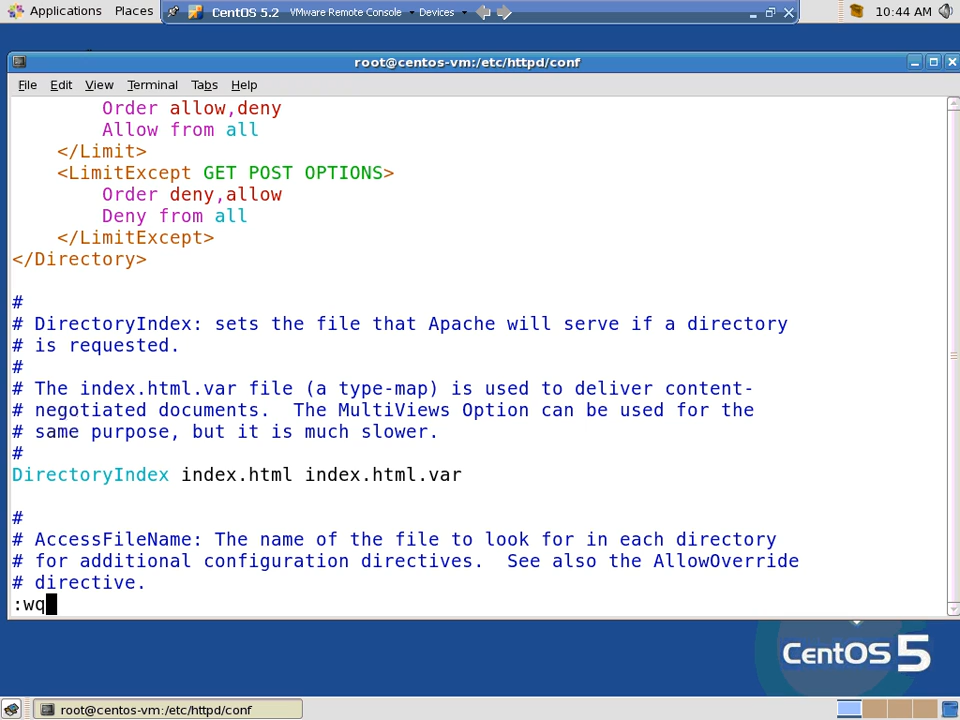 Applications Places CentOS 5.2 VMware Remote Console Devices 10:44 AM
root@centos-vm:/etc/httpd/conf
File Edit View Terminal Tabs Help
Order allow,deny
Allow from all
</Limit>
<LimitExcept GET POST OPTIONS>
Order deny,allow
Deny from all
</LimitExcept>
</Directory>
#
# DirectoryIndex: sets the file that Apache will serve if a directory
# is requested.
#
# The index.html.var file (a type-map) is used to deliver content-
# negotiated documents.  The MultiViews Option can be used for the
# same purpose, but it is much slower.
#
DirectoryIndex index.html index.html.var
#
# AccessFileName: The name of the file to look for in each directory
# for additional configuration directives.  See also the AllowOverride
# directive.
:wq
CentOS 5
root@centos-vm:/etc/httpd/conf